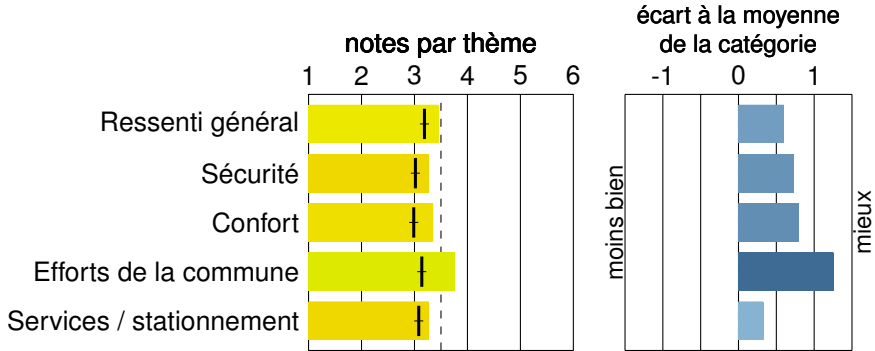 notes par thème
1 2 3 4 5 6
Ressenti général
Sécurité
Confort
Efforts de la commune
Services / stationnement
écart à la moyenne
de la catégorie
-1 0 1
moins bien
mieux